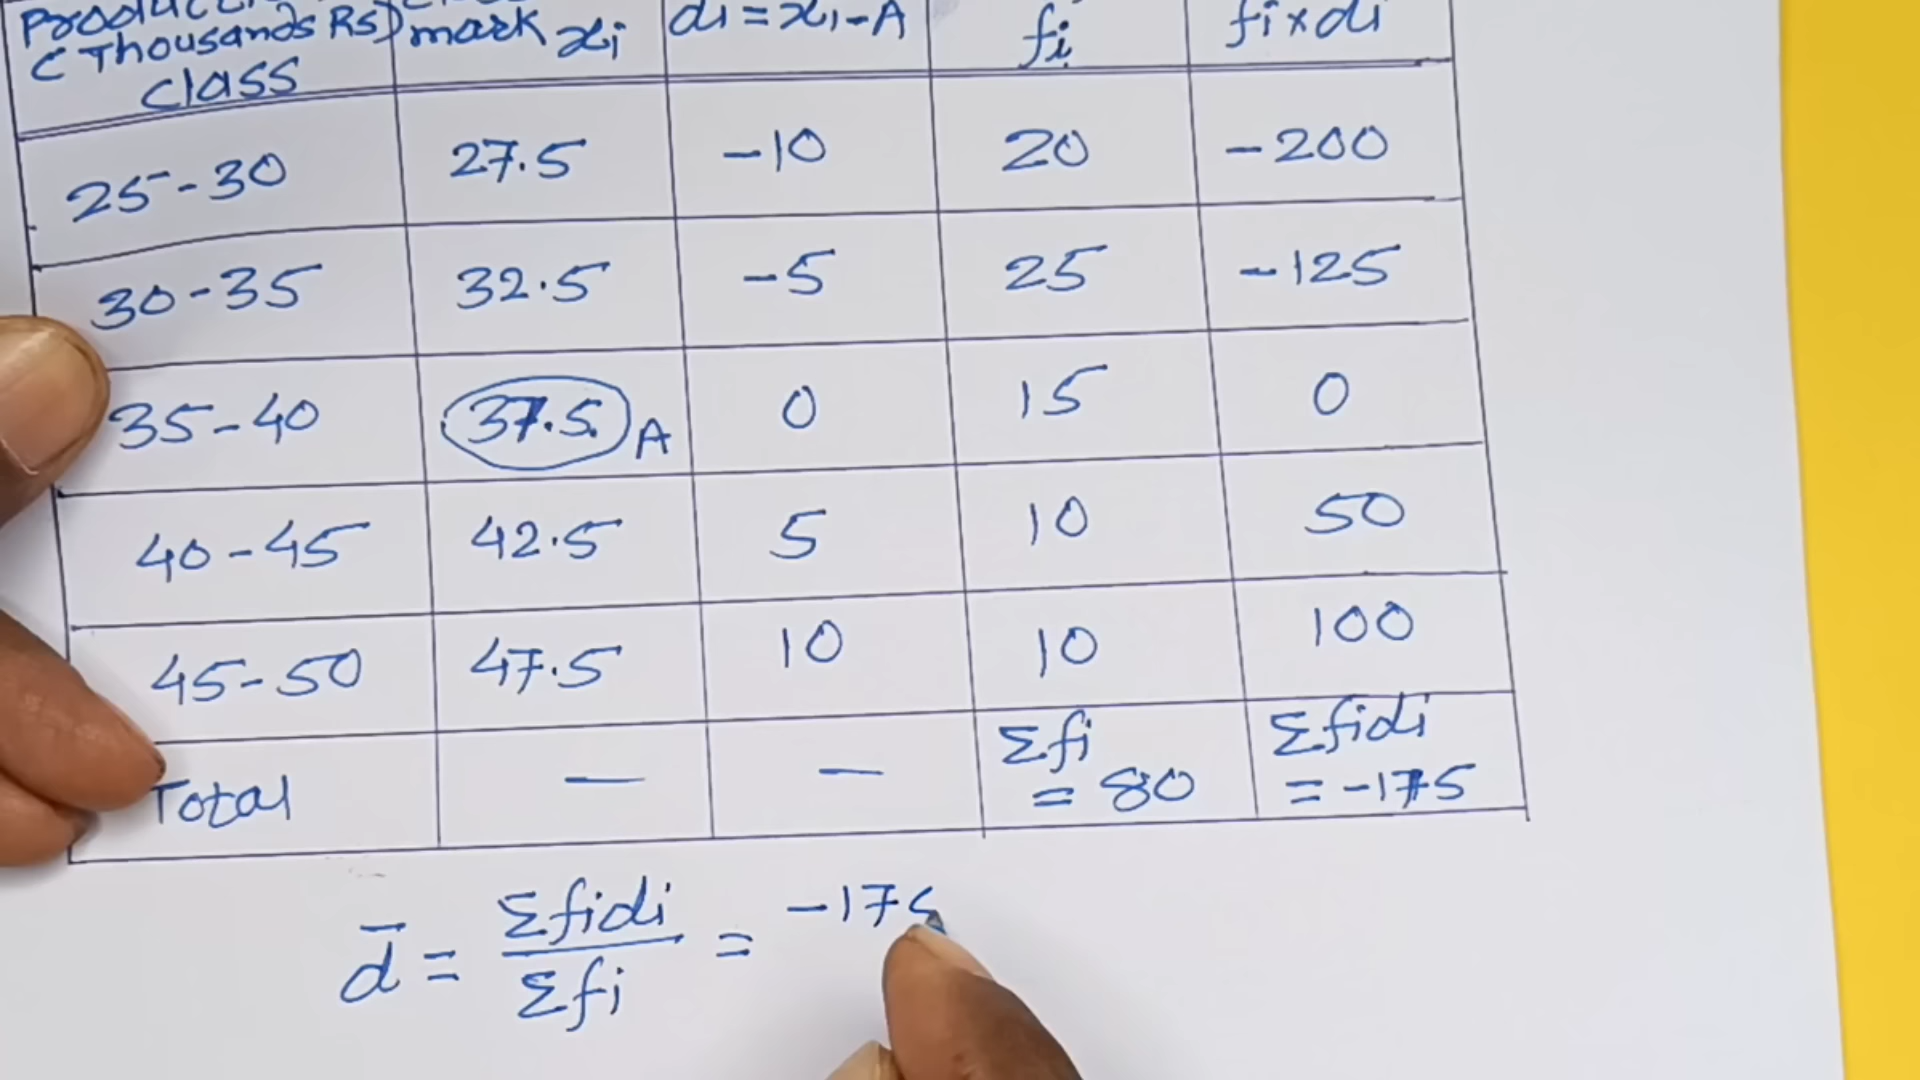 (Thousands Rs) mark xi di = xi - A fi fi×di
class
25-30 27.5 -10 20 -200
30-35 32.5 -5 25 -125
35-40 37.5 A 0 15 0
40-45 42.5 5 10 50
45-50 47.5 10 10 100
Total — — Σfi = 80 Σfidi = -175
d̄ = Σfidi / Σfi = -175